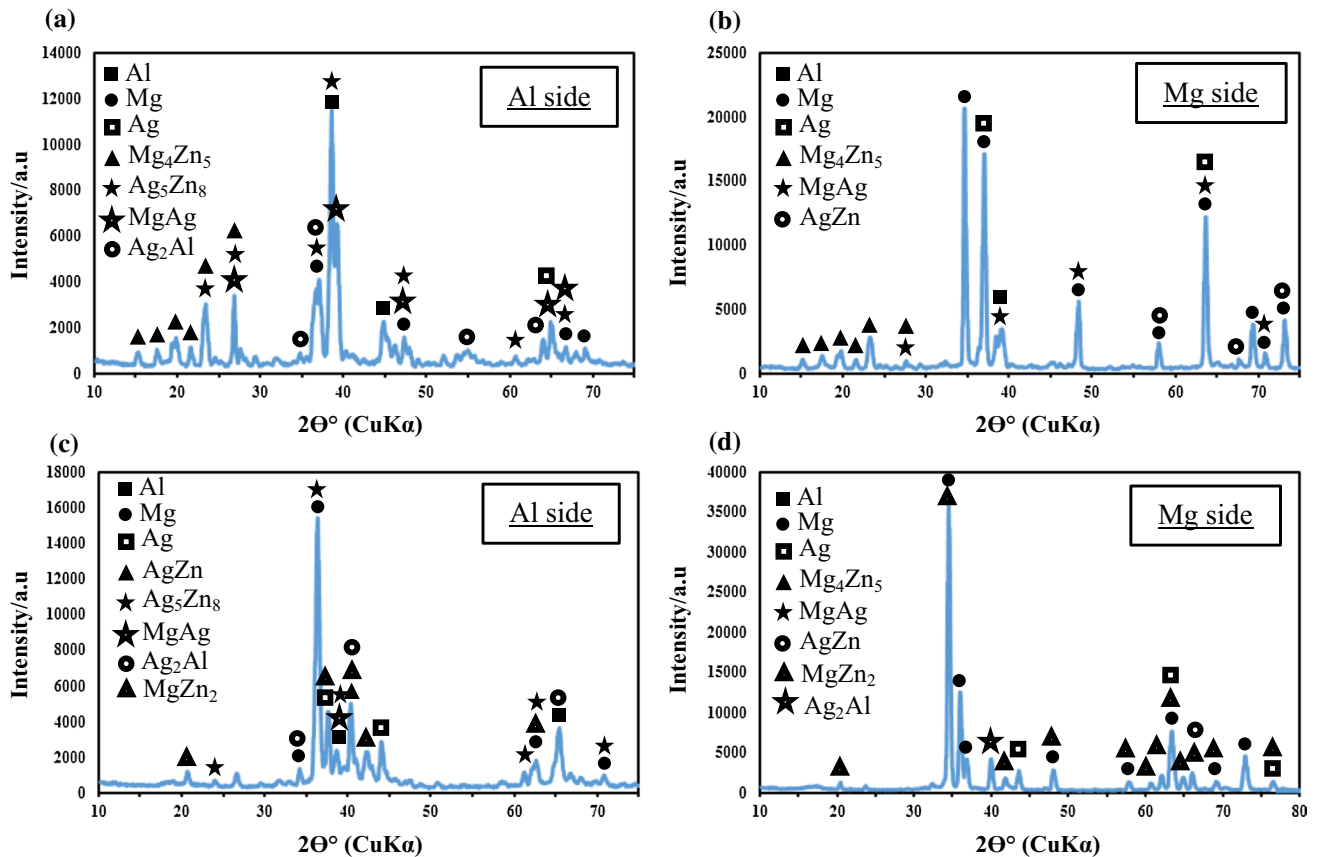 (a)
Intensity/a.u
14000
12000
10000
8000
6000
4000
2000
0
Al
Mg
Ag
Mg4Zn5
Ag5Zn8
MgAg
Ag2Al
Al side
10 20 30 40 50 60 70
2ϴ° (CuKα)
(b)
Intensity/a.u
25000
20000
15000
10000
5000
0
Al
Mg
Ag
Mg4Zn5
MgAg
AgZn
Mg side
10 20 30 40 50 60 70
2ϴ° (CuKα)
(c)
Intensity/a.u
18000
16000
14000
12000
10000
8000
6000
4000
2000
0
Al
Mg
Ag
AgZn
Ag5Zn8
MgAg
Ag2Al
MgZn2
Al side
10 20 30 40 50 60 70
2ϴ° (CuKα)
(d)
Intensity/a.u
40000
35000
30000
25000
20000
15000
10000
5000
0
Al
Mg
Ag
Mg4Zn5
MgAg
AgZn
MgZn2
Ag2Al
Mg side
10 20 30 40 50 60 70 80
2ϴ° (CuKα)